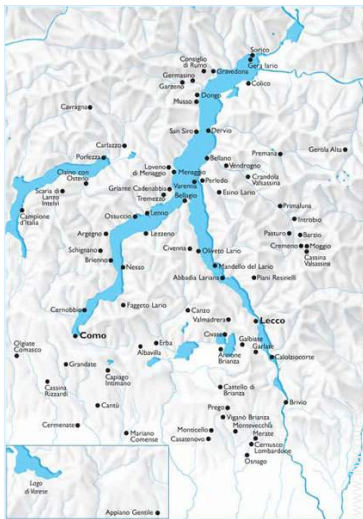 Sorico
Gera Lario
Consiglio
di Rumo
Gravedona
Germasino
Garzeno
Colico
Dongo
Musso
Cavragna
San Siro
Dervio
Carlazzo
Porlezza
Bellano
Premana
Gerola Alta
Loveno
di Menaggio
Menaggio
Vendrogno
Claino con
Osteno
Crandola
Valsassina
Perledo
Varenna
Griante Cadenabbia
Esino Lario
Scaria di
Lanzo
Intelvi
Tremezzo
Bellagio
Primaluna
Campione
d'Italia
Ossuccio
Lenno
Introbio
Argegno
Lezzeno
Pasturo
Barzio
Schignano
Civenna
Oliveto Lario
Cremeno
Moggio
Cassina
Valsassina
Brienno
Nesso
Mandello del Lario
Abbadia Lariana
Piani Resinelli
Cernobbio
Faggeto Lario
Canzo
Valmadrera
Lecco
Como
Civate
Olgiate
Comasco
Erba
Galbiate
Albavilla
Garlate
Annone
Brianza
Calolziocorte
Grandate
Capiago
Intimiano
Cassina
Rizzardi
Castello di
Brianza
Cantù
Brivio
Prego
Viganò Brianza
Cermenate
Mariano
Comense
Monticello
Montevecchia
Casatenovo
Merate
Cernusco
Lombardone
Osnago
Lago
di Varese
Appiano Gentile